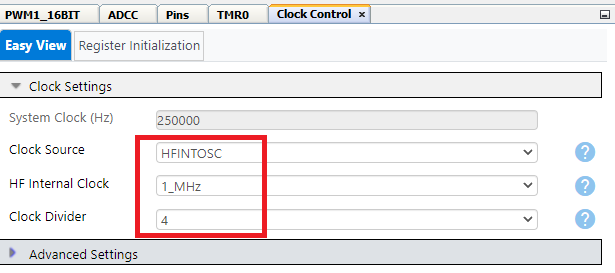 PWM1_16BIT ADCC Pins TMR0 Clock Control ×
Easy View Register Initialization
Clock Settings
System Clock (Hz) 250000
Clock Source HFINTOSC ?
HF Internal Clock 1_MHz ?
Clock Divider 4 ?
Advanced Settings